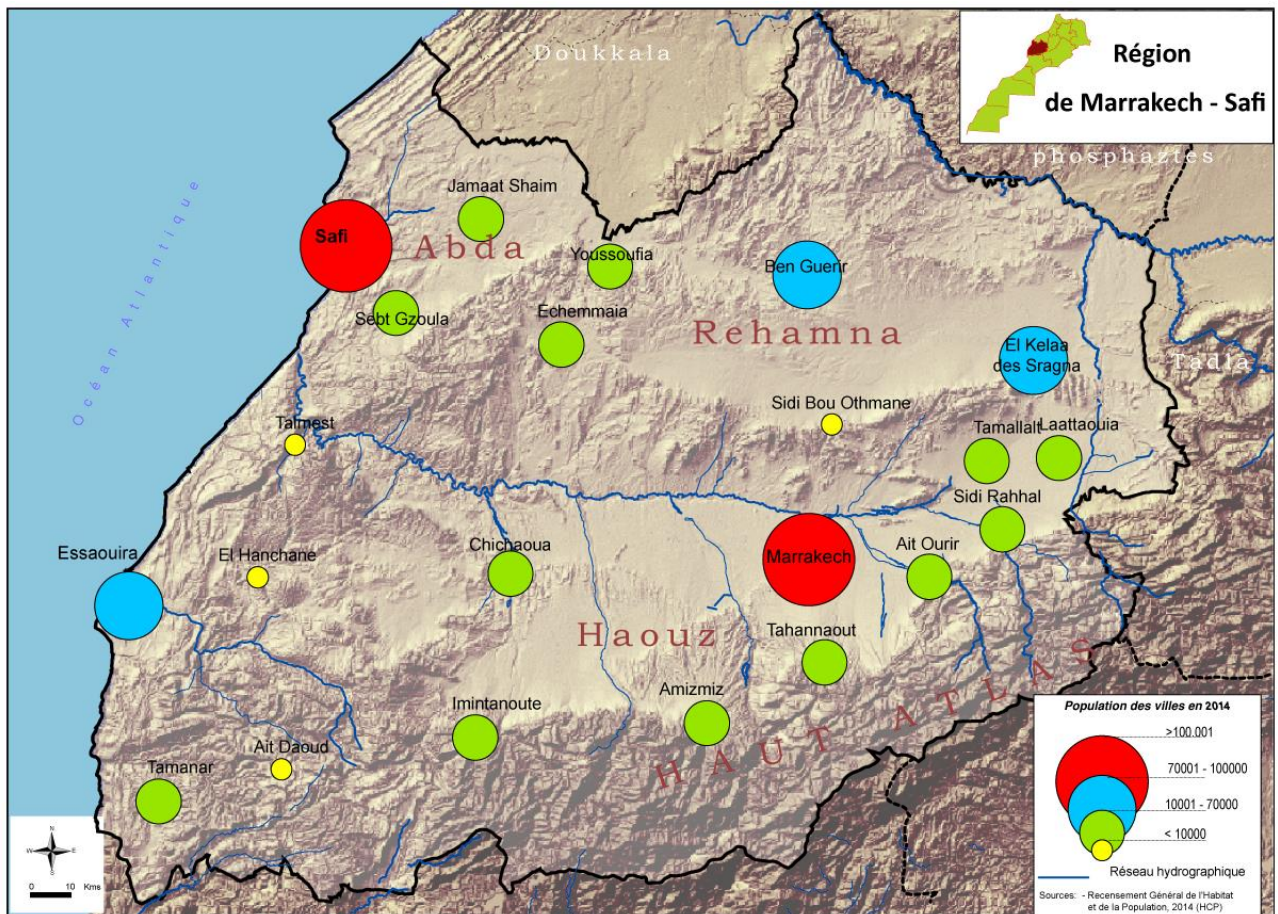 Région
de Marrakech - Safi
Doukkala
phosphaztes
Océan Atlantique
Jamaat Shaim
Safi
Abda
Youssoufia
Ben Guerir
Sebt Gzoula
Echemmaia
Rehamna
El Kelaa
des Sragna
Tadla
Sidi Bou Othmane
Talmest
Tamallalt
Laattaouia
Sidi Rahhal
Essaouira
El Hanchane
Chichaoua
Marrakech
Ait Ourir
Haouz
Tahannaout
Imintanoute
Amizmiz
HAUT ATLAS
Ait Daoud
Tamanar
N
W
E
S
0 10 Kms
Population des villes en 2014
>100.001
70001 - 100000
10001 - 70000
< 10000
Réseau hydrographique
Sources: - Recensement Général de l'Habitat
et de la Population, 2014 (HCP)